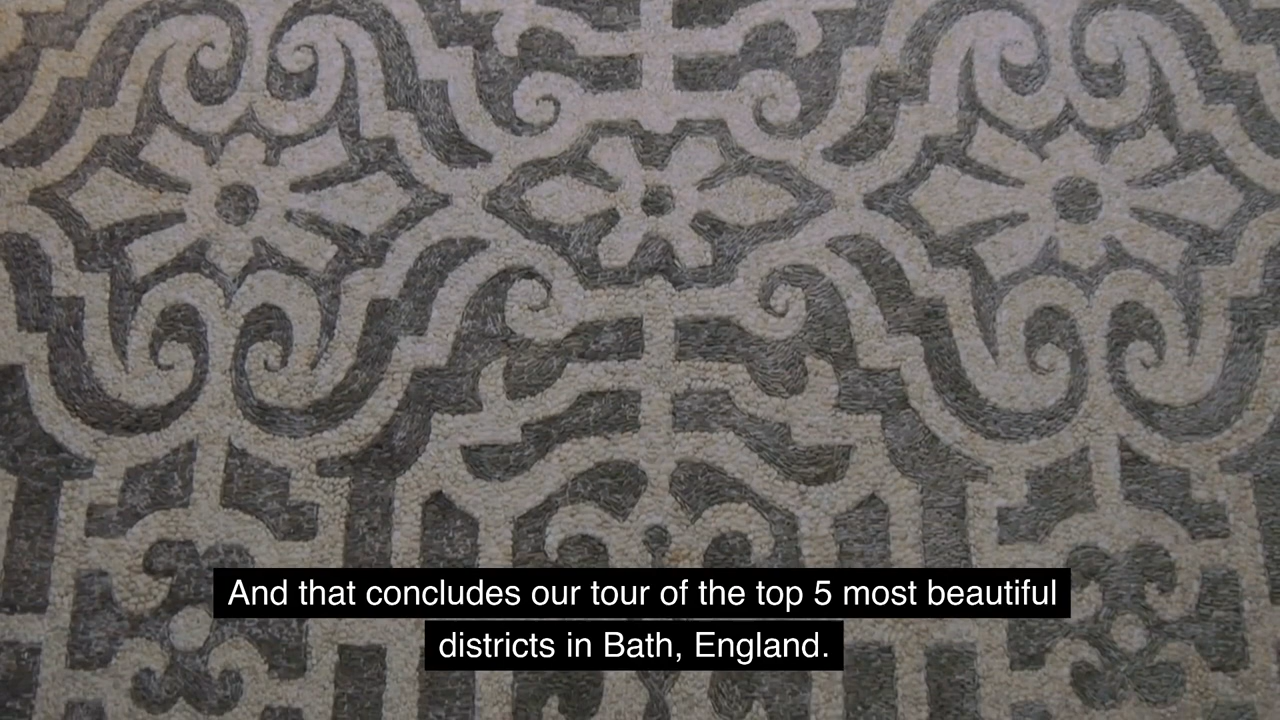 And that concludes our tour of the top 5 most beautiful
districts in Bath, England.